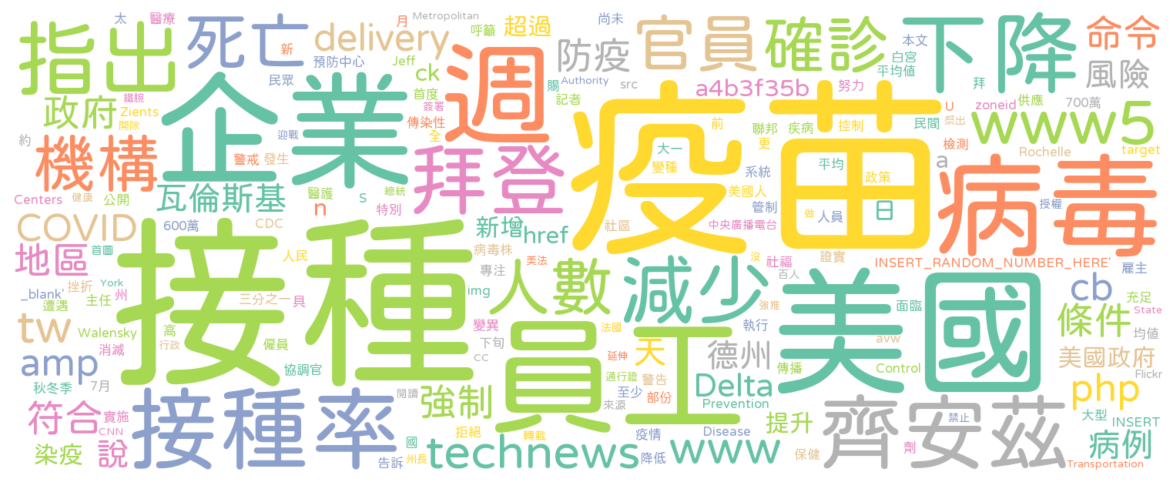 Metropolitan
太 醫療 月 呼籲 超過 尚未 本文 命令
指出 死亡 新 delivery 官員 確診 下降
預防中心 Jeff 防疫 白宮 平均值 風險
民眾 ck 賜 Authority src 努力 拜
政府 鐵腕 Zients 首度 記者 a4b3f35b zoneid 供應 700萬
開除 企業 簽署 週 疫苗 U 民間 www5
約 迎戰 傳染性 前 聯邦 疾病 控制
機構 警戒 發生 全 更 檢測 target
大一 平均 Rochelle
Centers 健康 公開 醫護 總統 拜登 變種 系統 政策 a 病毒
瓦倫斯基 s 特別 n 美國人 管制 人員 日 授權
COVID 600萬 CDC 新增 href 社區 中央廣播電台 做
首圖 人民 病毒株 證實
地區 接種 專注 美法 社福 沒 INSERT_RANDOM_NUMBER_HERE' 雇主
_blank' 挫折 York img 人數 減少 百人 美國 cb 充足
遭遇 主任 州 三分之一 具 變異 強推 面臨 條件 State
tw Walensky 高 僱員 下旬 員工 法國 天 執行 avw 均值
消滅 行政 協調官 cc 延伸 德州 傳播 Control 美國政府
amp 秋冬季 7月 閱讀 通行證 警告 Flickr
接種率 強制 來源 至少 部份 Delta Prevention 齊安茲 php
符合 實施 提升 禁止 大型 INSERT
CNN 國 拒絕 轉載 疫情 Disease 病例
染疫 說 告訴 州長 technews 降低 www 保健 劑 Transportation